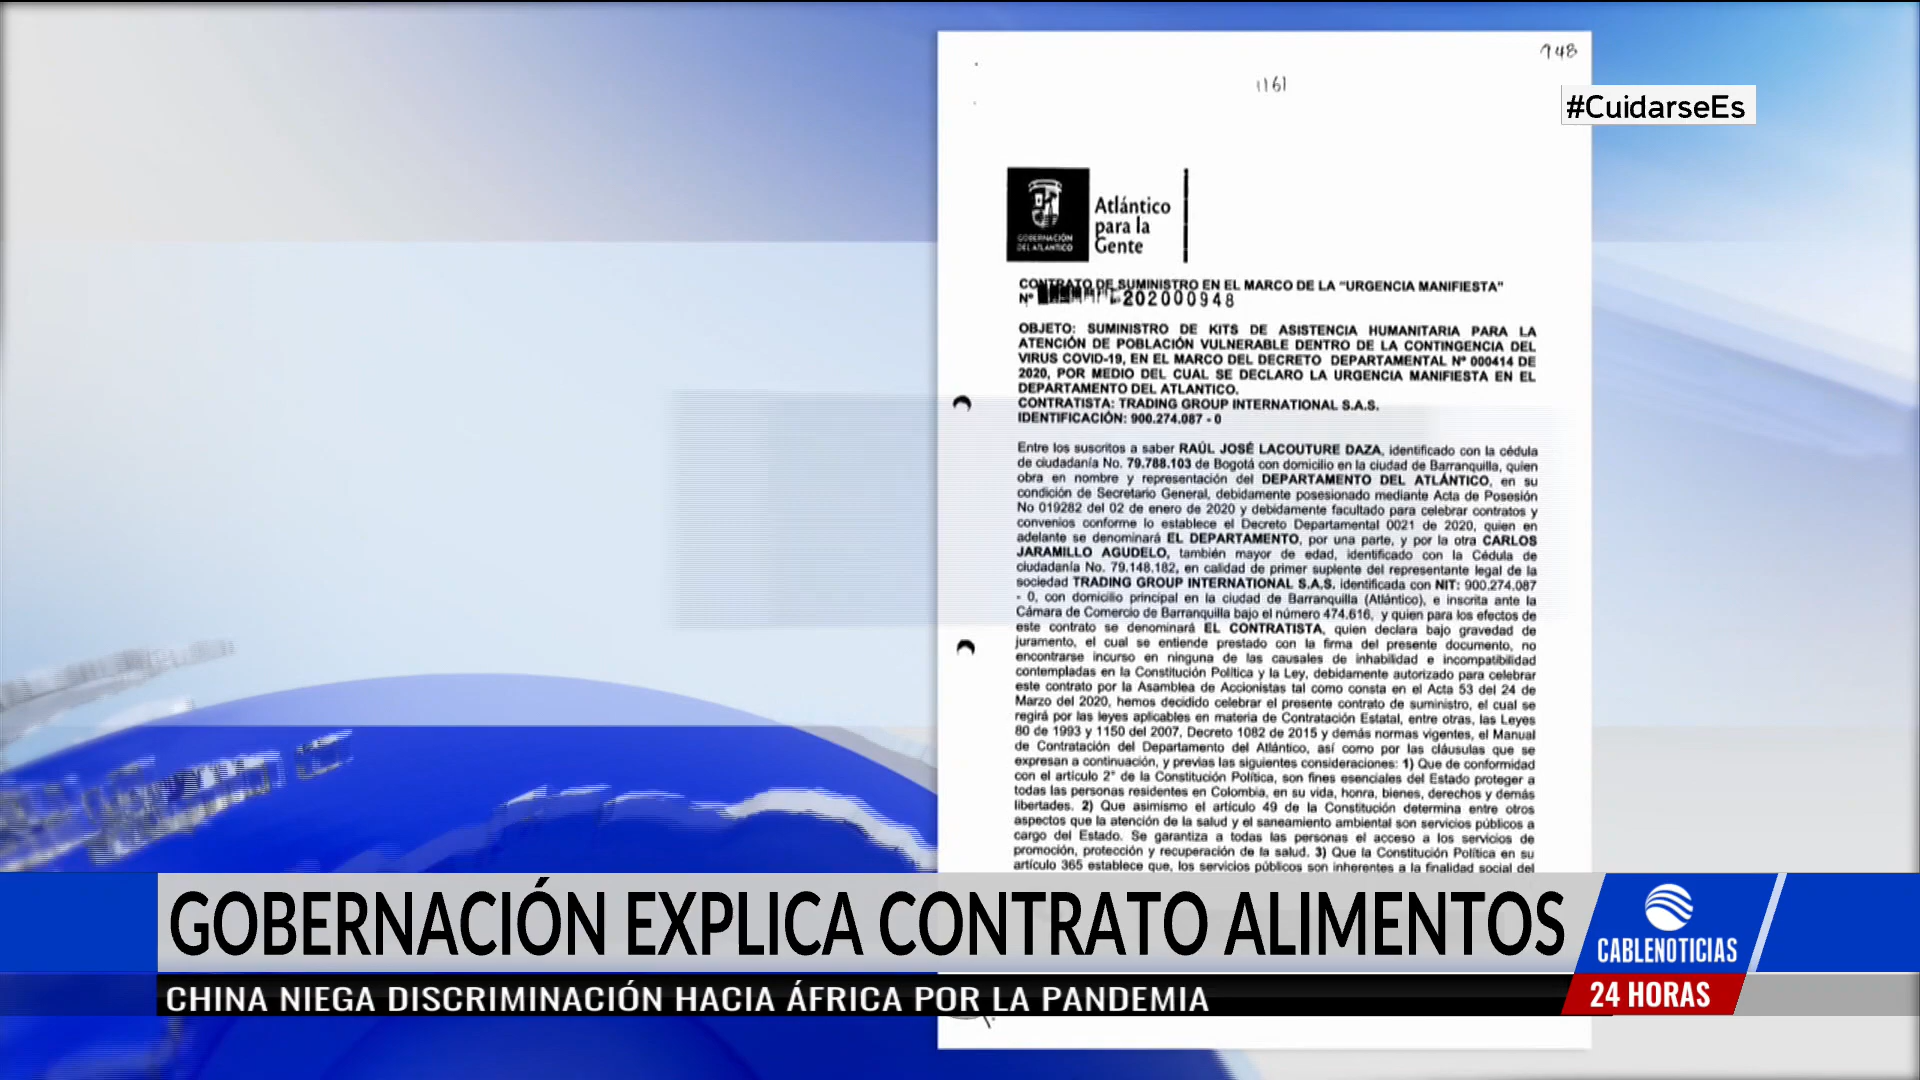 948
1161
#CuidarseEs
GOBERNACIÓN
DEL ATLÁNTICO
Atlántico
para la
Gente
CONTRATO DE SUMINISTRO EN EL MARCO DE LA "URGENCIA MANIFIESTA"
Nº 202000948
OBJETO: SUMINISTRO DE KITS DE ASISTENCIA HUMANITARIA PARA LA
ATENCIÓN DE POBLACIÓN VULNERABLE DENTRO DE LA CONTINGENCIA DEL
VIRUS COVID-19, EN EL MARCO DEL DECRETO DEPARTAMENTAL Nº 000414 DE
2020, POR MEDIO DEL CUAL SE DECLARO LA URGENCIA MANIFIESTA EN EL
DEPARTAMENTO DEL ATLANTICO.
CONTRATISTA: TRADING GROUP INTERNATIONAL S.A.S.
IDENTIFICACIÓN: 900.274.087 - 0
Entre los suscritos a saber RAÚL JOSÉ LACOUTURE DAZA, identificado con la cédula
de ciudadanía No. 79.788.103 de Bogotá con domicilio en la ciudad de Barranquilla, quien
obra en nombre y representación del DEPARTAMENTO DEL ATLÁNTICO, en su
condición de Secretario General, debidamente posesionado mediante Acta de Posesión
No 019282 del 02 de enero de 2020 y debidamente facultado para celebrar contratos y
convenios conforme lo establece el Decreto Departamental 0021 de 2020, quien en
adelante se denominará EL DEPARTAMENTO, por una parte, y por la otra CARLOS
JARAMILLO AGUDELO, también mayor de edad, identificado con la Cédula de
ciudadanía No. 79.148.182, en calidad de primer suplente del representante legal de la
sociedad TRADING GROUP INTERNATIONAL S.A.S, identificada con NIT: 900.274.087
- 0, con domicilio principal en la ciudad de Barranquilla (Atlántico), e inscrita ante la
Cámara de Comercio de Barranquilla bajo el número 474.616, y quien para los efectos de
este contrato se denominará EL CONTRATISTA, quien declara bajo gravedad de
juramento, el cual se entiende prestado con la firma del presente documento, no
encontrarse incurso en ninguna de las causales de inhabilidad e incompatibilidad
contempladas en la Constitución Política y la Ley, debidamente autorizado para celebrar
este contrato por la Asamblea de Accionistas tal como consta en el Acta 53 del 24 de
Marzo del 2020, hemos decidido celebrar el presente contrato de suministro, el cual se
regirá por las leyes aplicables en materia de Contratación Estatal, entre otras, las Leyes
80 de 1993 y 1150 del 2007, Decreto 1082 de 2015 y demás normas vigentes, el Manual
de Contratación del Departamento del Atlántico, así como por las cláusulas que se
expresan a continuación, y previas las siguientes consideraciones: 1) Que de conformidad
con el artículo 2° de la Constitución Política, son fines esenciales del Estado proteger a
todas las personas residentes en Colombia, en su vida, honra, bienes, derechos y demás
libertades. 2) Que asimismo el artículo 49 de la Constitución determina entre otros
aspectos que la atención de la salud y el saneamiento ambiental son servicios públicos a
cargo del Estado. Se garantiza a todas las personas el acceso a los servicios de
promoción, protección y recuperación de la salud. 3) Que la Constitución Política en su
artículo 365 establece que, los servicios públicos son inherentes a la finalidad social del
GOBERNACIÓN EXPLICA CONTRATO ALIMENTOS
CHINA NIEGA DISCRIMINACIÓN HACIA ÁFRICA POR LA PANDEMIA
CABLENOTICIAS
24 HORAS